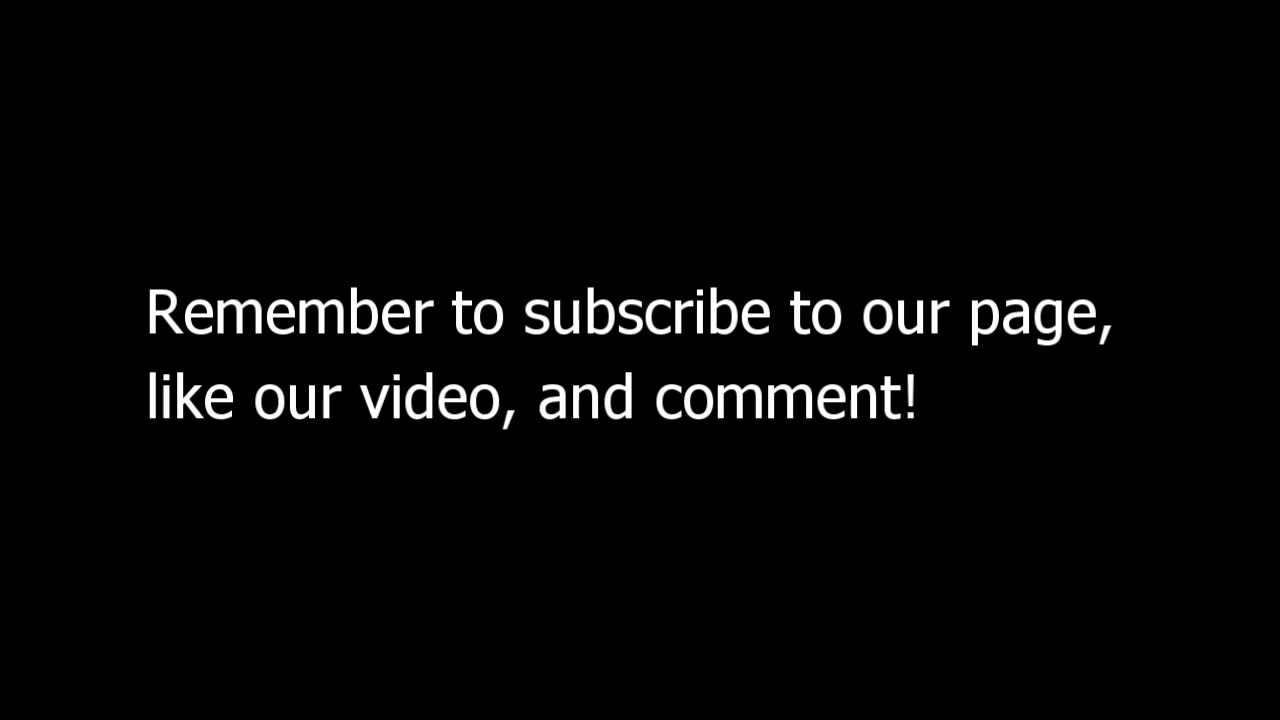 Remember to subscribe to our page,
like our video, and comment!